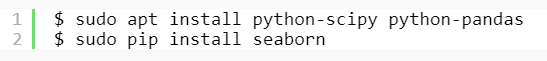 1 $ sudo apt install python-scipy python-pandas
2 $ sudo pip install seaborn